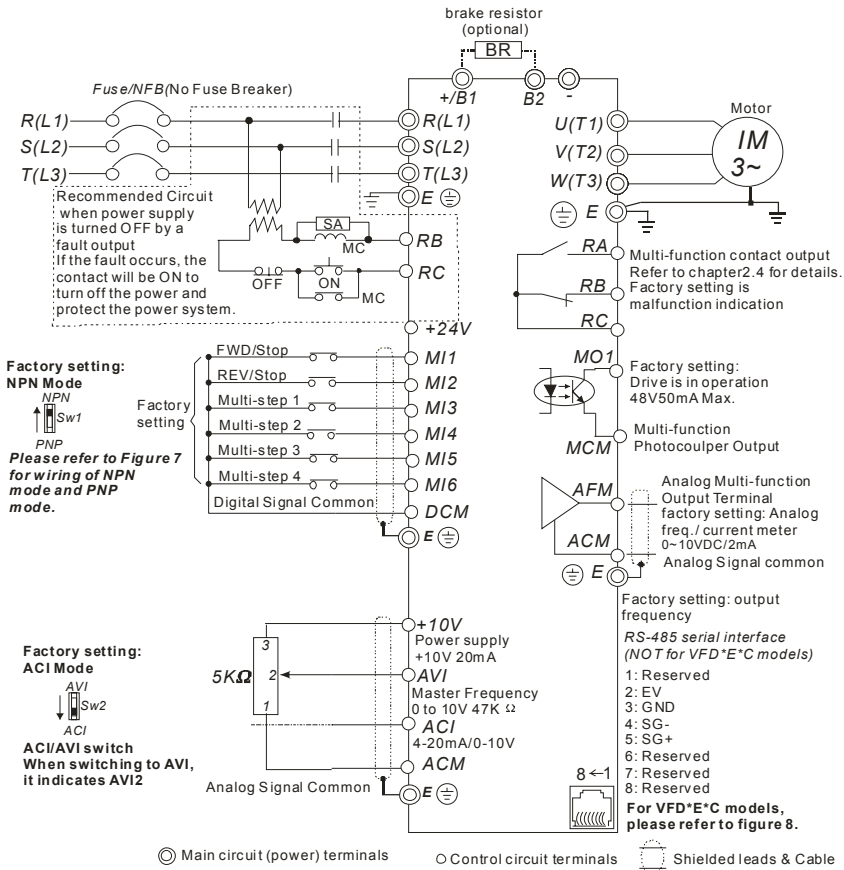 brake resistor
(optional)
BR
Fuse/NFB(No Fuse Breaker)
+/B1
B2
-
Motor
R(L1)
S(L2)
T(L3)
R(L1)
S(L2)
T(L3)
E
U(T1)
V(T2)
W(T3)
E
IM
3~
Recommended Circuit
when power supply
is turned OFF by a
fault output
If the fault occurs, the
contact will be ON to
turn off the power and
protect the power system.
SA
MC
OFF
ON
MC
RB
RC
RA
RB
RC
Multi-function contact output
Refer to chapter2.4 for details.
Factory setting is
malfunction indication
+24V
Factory setting:
NPN Mode
NPN
Sw1
PNP
Please refer to Figure 7
for wiring of NPN
mode and PNP
mode.
Factory
setting
FWD/Stop
REV/Stop
Multi-step 1
Multi-step 2
Multi-step 3
Multi-step 4
Digital Signal Common
MI1
MI2
MI3
MI4
MI5
MI6
DCM
E
MO1
Factory setting:
Drive is in operation
48V50mA Max.
Multi-function
Photocoulper Output
MCM
AFM
Analog Multi-function
Output Terminal
factory setting: Analog
freq./ current meter
0~10VDC/2mA
ACM
Analog Signal common
E
Factory setting: output
frequency
Factory setting:
ACI Mode
AVI
Sw2
ACI
ACI/AVI switch
When switching to AVI,
it indicates AVI2
5KΩ
3
2
1
+10V
Power supply
+10V 20mA
AVI
Master Frequency
0 to 10V 47K Ω
ACI
4-20mA/0-10V
ACM
Analog Signal Common
E
RS-485 serial interface
(NOT for VFD*E*C models)
1: Reserved
2: EV
3: GND
4: SG-
5: SG+
6: Reserved
7: Reserved
8: Reserved
8←1
For VFD*E*C models,
please refer to figure 8.
Main circuit (power) terminals
Control circuit terminals
Shielded leads & Cable